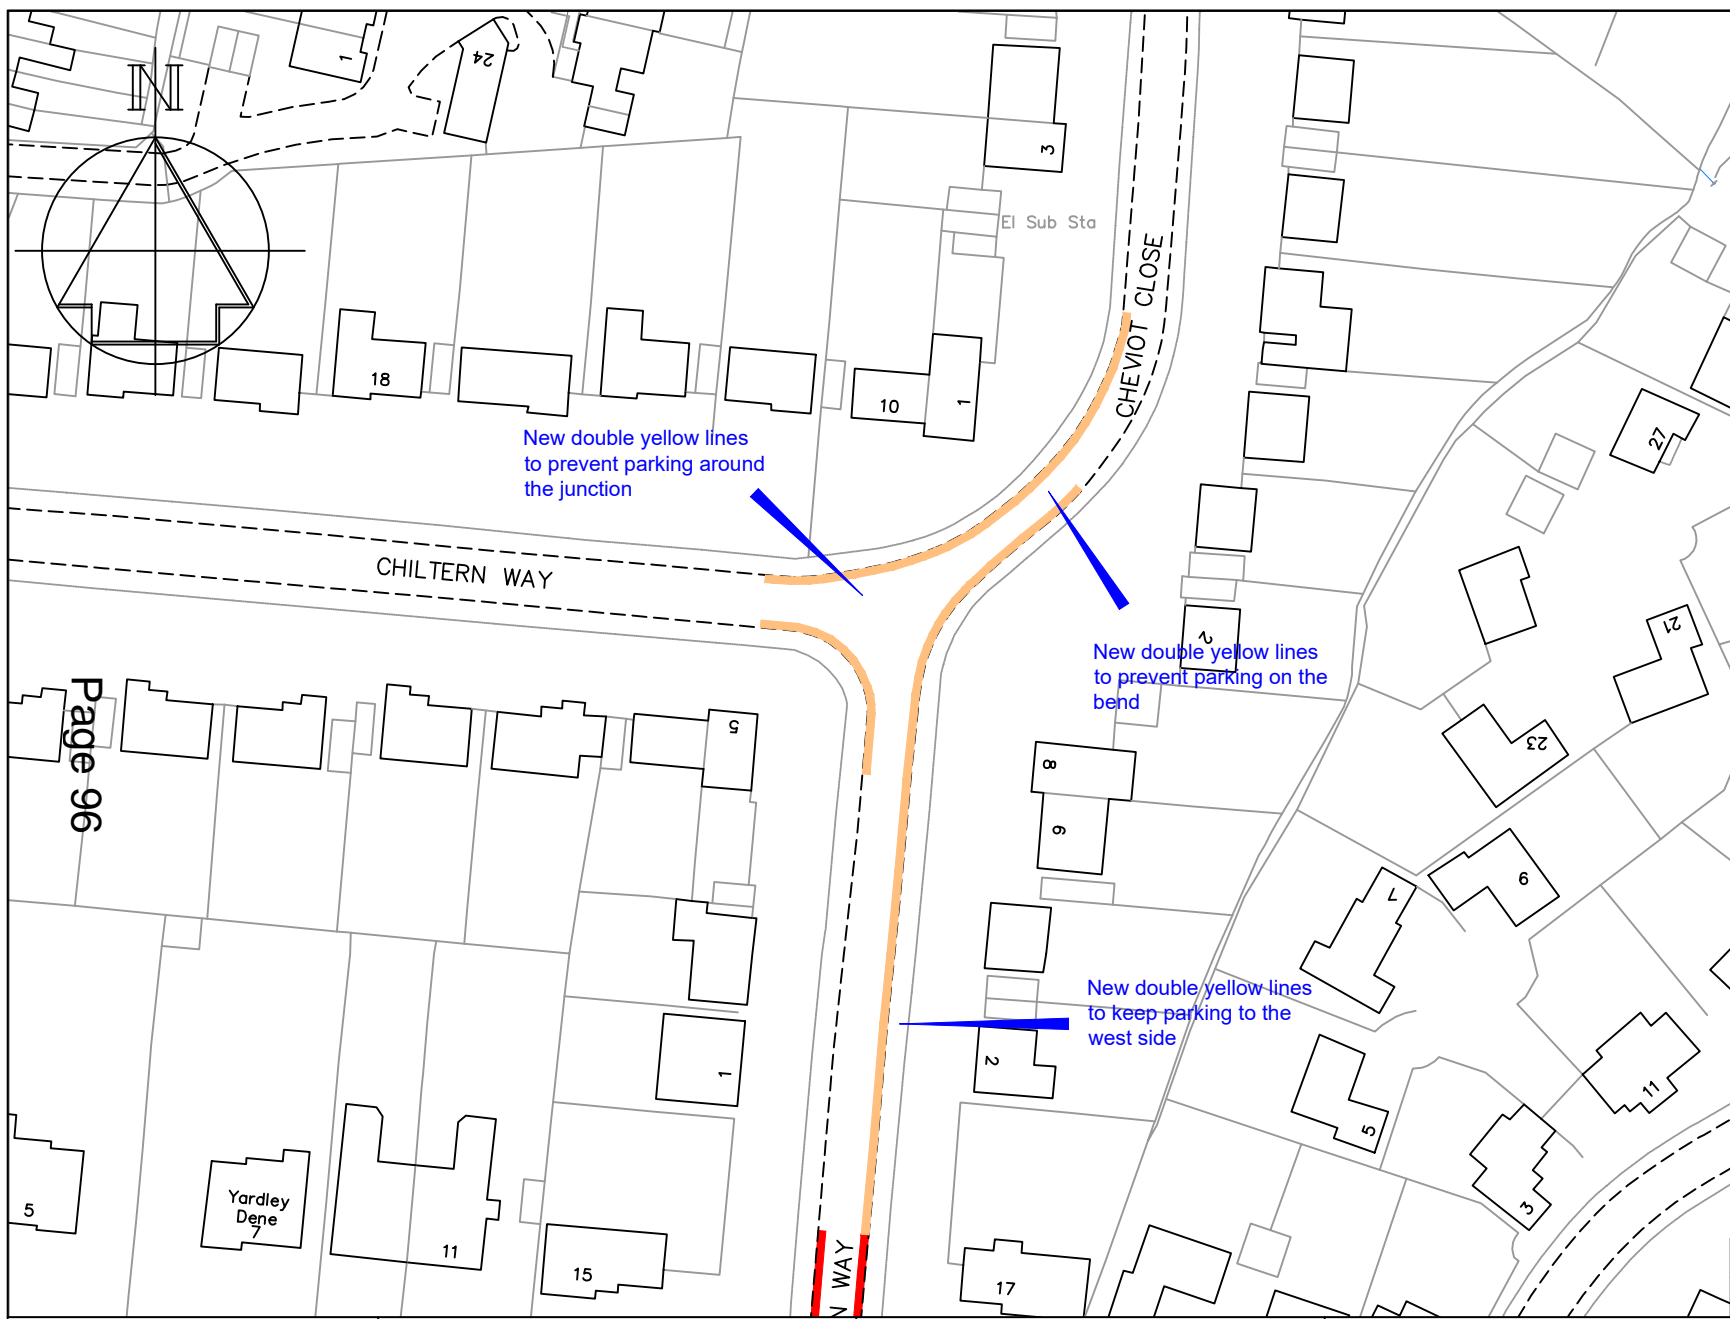 1
24
N
3
El Sub Sta
CHEVIOT CLOSE
18
10
1
27
New double yellow lines
to prevent parking around
the junction
CHILTERN WAY
2
21
New double yellow lines
to prevent parking on the
bend
Page 96
5
23
8
6
7
9
New double yellow lines
to keep parking to the
west side
2
1
11
5
3
5
Yardley
Dene
7
11
15
N WAY
17